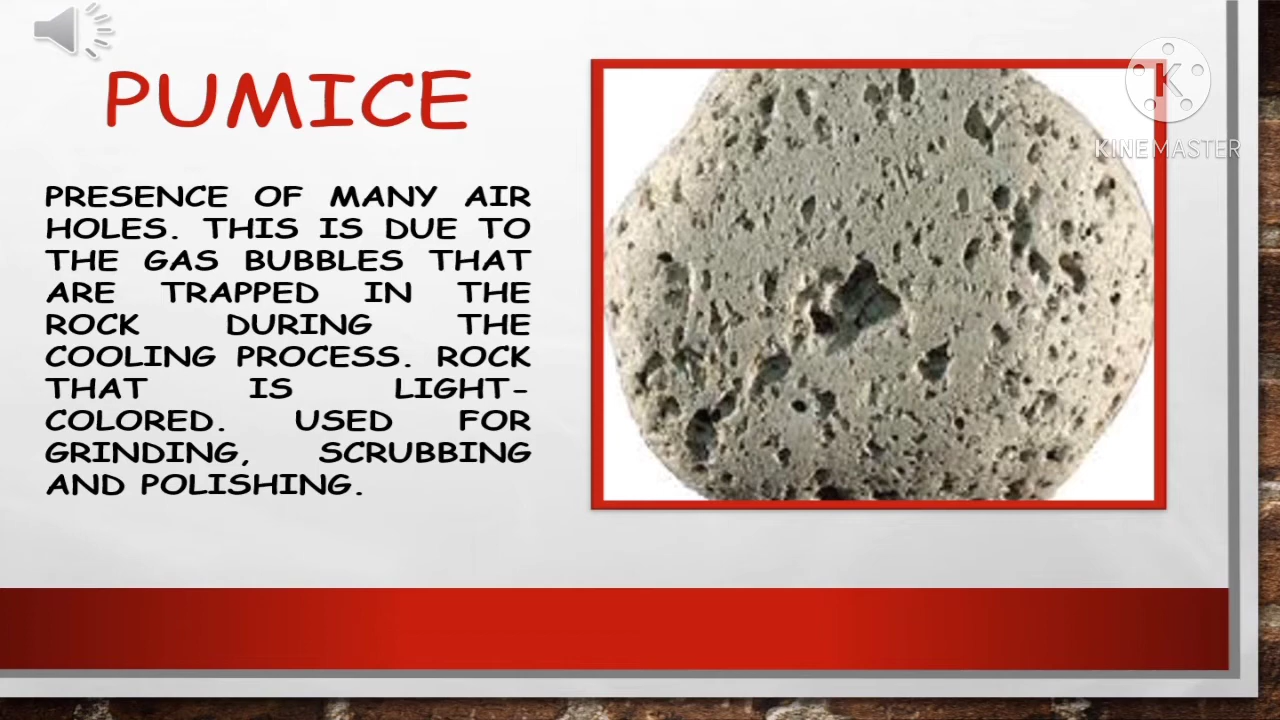 PUMICE
PRESENCE OF MANY AIR
HOLES. THIS IS DUE TO
THE GAS BUBBLES THAT
ARE TRAPPED IN THE
ROCK DURING THE
COOLING PROCESS. ROCK
THAT IS LIGHT-
COLORED. USED FOR
GRINDING, SCRUBBING
AND POLISHING.
K
KINEMASTER